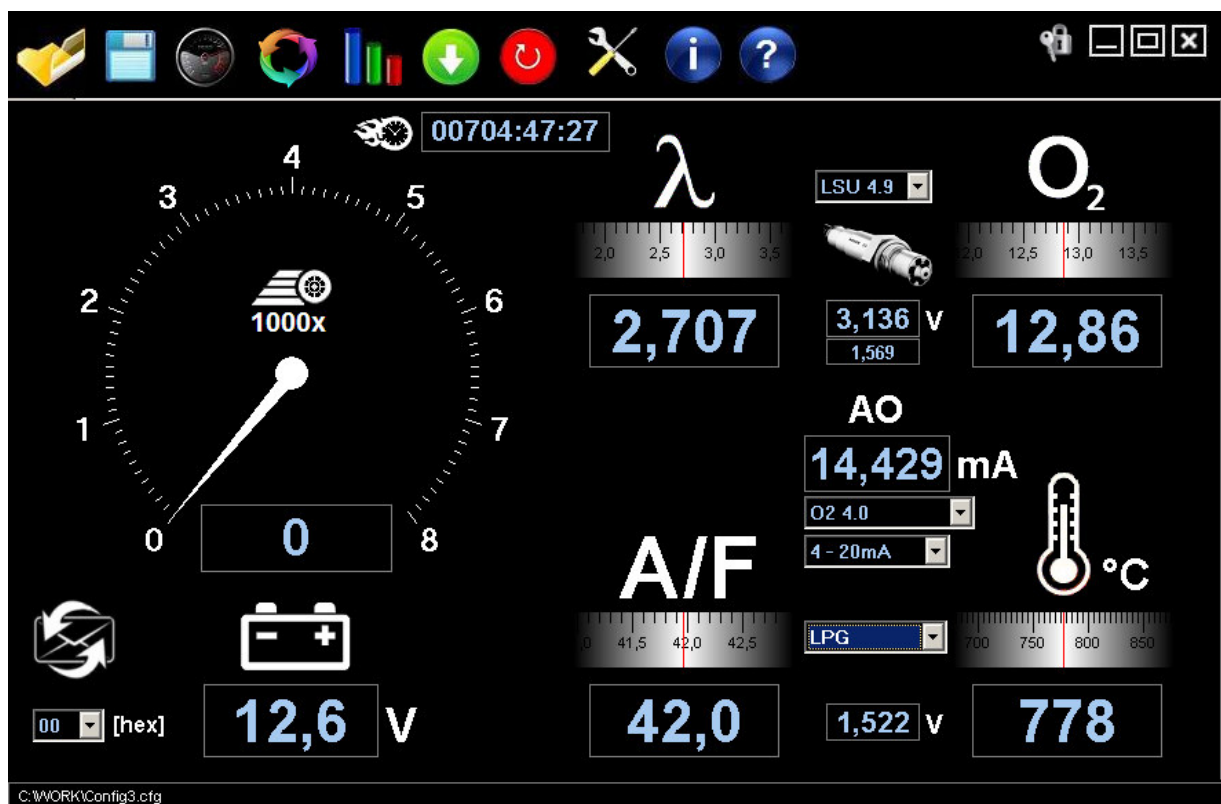 00704:47:27
0
1
2
3
4
5
6
7
8
1000x
0
λ
2,0 2,5 3,0 3,5
2,707
LSU 4.9
3,136 V
1,569
O2
2,0 12,5 13,0 13,5
12,86
AO
14,429 mA
O2 4.0
4 - 20mA
A/F
,0 41,5 42,0 42,5
42,0
LPG
1,522 V
°C
700 750 800 850
778
00 [hex]
- +
12,6 V
i
?
C:\WORK\Config3.cfg